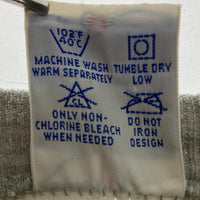 102°F
40°C
MACHINE WASH
WARM SEPARATELY
TUMBLE DRY
LOW
CL
ONLY NON-
CHLORINE BLEACH
WHEN NEEDED
DO NOT
IRON
DESIGN